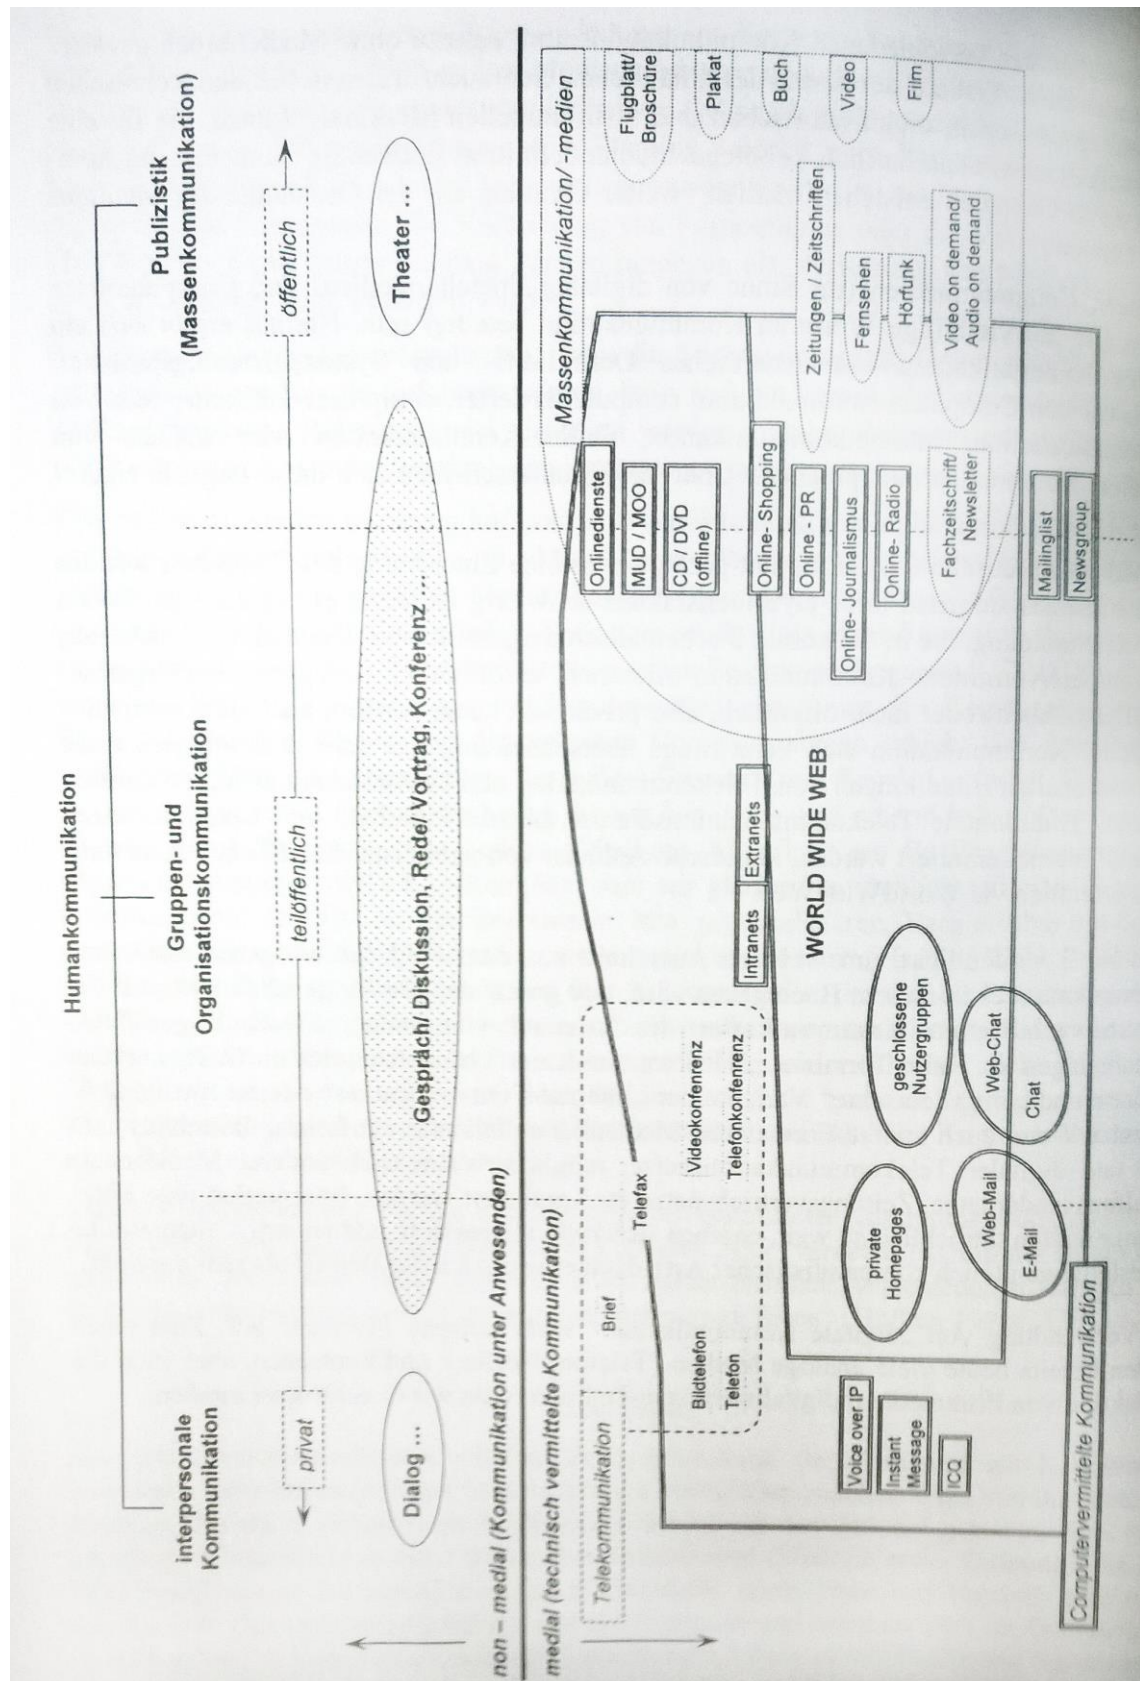 Humankommunikation
interpersonale
Kommunikation
Gruppen- und
Organisationskommunikation
Publizistik
(Massenkommunikation)
privat
teilöffentlich
öffentlich
Dialog ...
Gespräch/ Diskussion, Rede, Vortrag, Konferenz ...
Theater ...
non – medial (Kommunikation unter Anwesenden)
medial (technisch vermittelte Kommunikation)
Telekommunikation
Brief
Telefax
Bildtelefon
Telefon
Videokonfenrenz
Telefonkonfenrenz
Massenkommunikation/ -medien
Flugblatt/
Broschüre
Plakat
Buch
Video
Film
Zeitungen / Zeitschriften
Fernsehen
Hörfunk
Video on demand/
Audio on demand
Onlinedienste
MUD / MOO
CD / DVD
(offline)
Online- Shopping
Online - PR
Online- Journalismus
Online- Radio
Fachzeitschrift/
Newsletter
Mailinglist
Newsgroup
Intranets
Extranets
WORLD WIDE WEB
private
Homepages
geschlossene
Nutzergruppen
Web-Mail
E-Mail
Web-Chat
Chat
Voice over IP
Instant
Message
ICQ
Computervermittelte Kommunikation